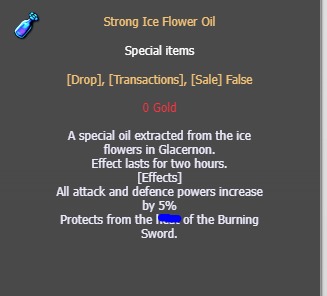 Strong Ice Flower Oil
Special items
[Drop], [Transactions], [Sale] False
0 Gold
A special oil extracted from the ice
flowers in Glacernon.
Effect lasts for two hours.
[Effects]
All attack and defence powers increase
by 5%
Protects from the of the Burning
Sword.